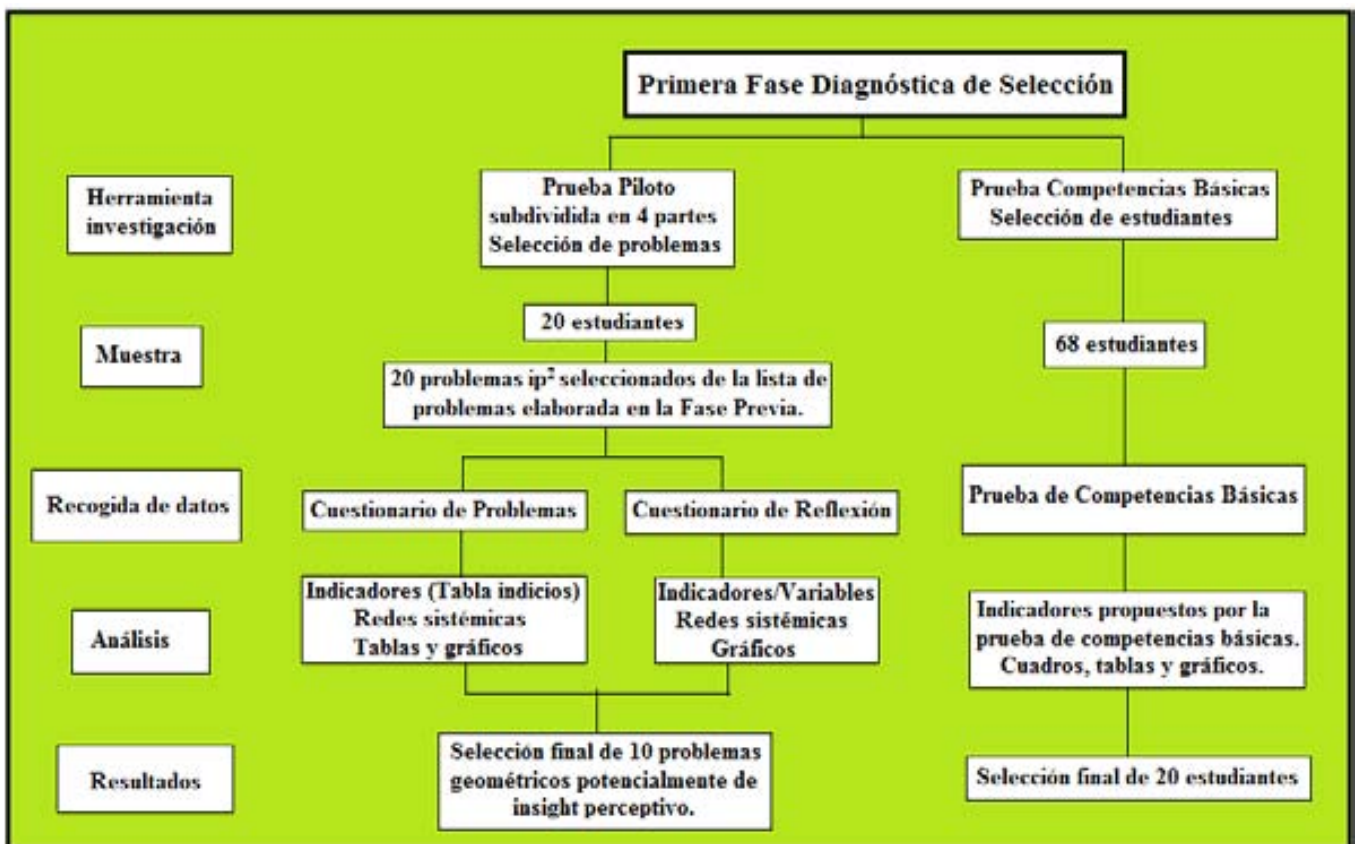 Primera Fase Diagnóstica de Selección
Herramienta
investigación
Prueba Piloto
subdividida en 4 partes
Selección de problemas
Prueba Competencias Básicas
Selección de estudiantes
Muestra
20 estudiantes
20 problemas ip² seleccionados de la lista de
problemas elaborada en la Fase Previa.
68 estudiantes
Recogida de datos
Cuestionario de Problemas
Cuestionario de Reflexión
Prueba de Competencias Básicas
Análisis
Indicadores (Tabla indicios)
Redes sistémicas
Tablas y gráficos
Indicadores/Variables
Redes sistémicas
Gráficos
Indicadores propuestos por la
prueba de competencias básicas.
Cuadros, tablas y gráficos.
Resultados
Selección final de 10 problemas
geométricos potencialmente de
insight perceptivo.
Selección final de 20 estudiantes